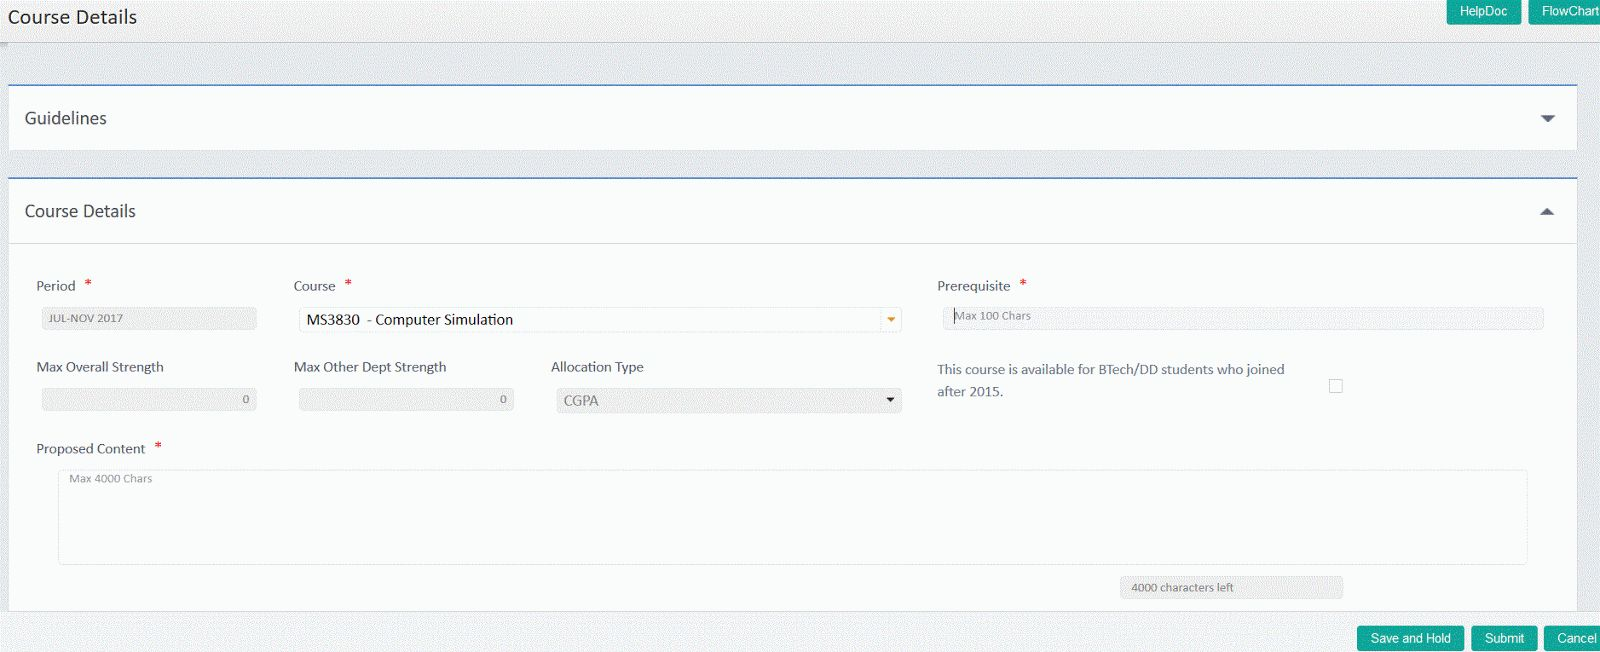 Course Details
HelpDoc
FlowChart
Guidelines
Course Details
Period *
Course *
Prerequisite *
JUL-NOV 2017
MS3830 - Computer Simulation
Max 100 Chars
Max Overall Strength
Max Other Dept Strength
Allocation Type
This course is available for BTech/DD students who joined
after 2015.
0
0
CGPA
Proposed Content *
Max 4000 Chars
4000 characters left
Save and Hold
Submit
Cancel